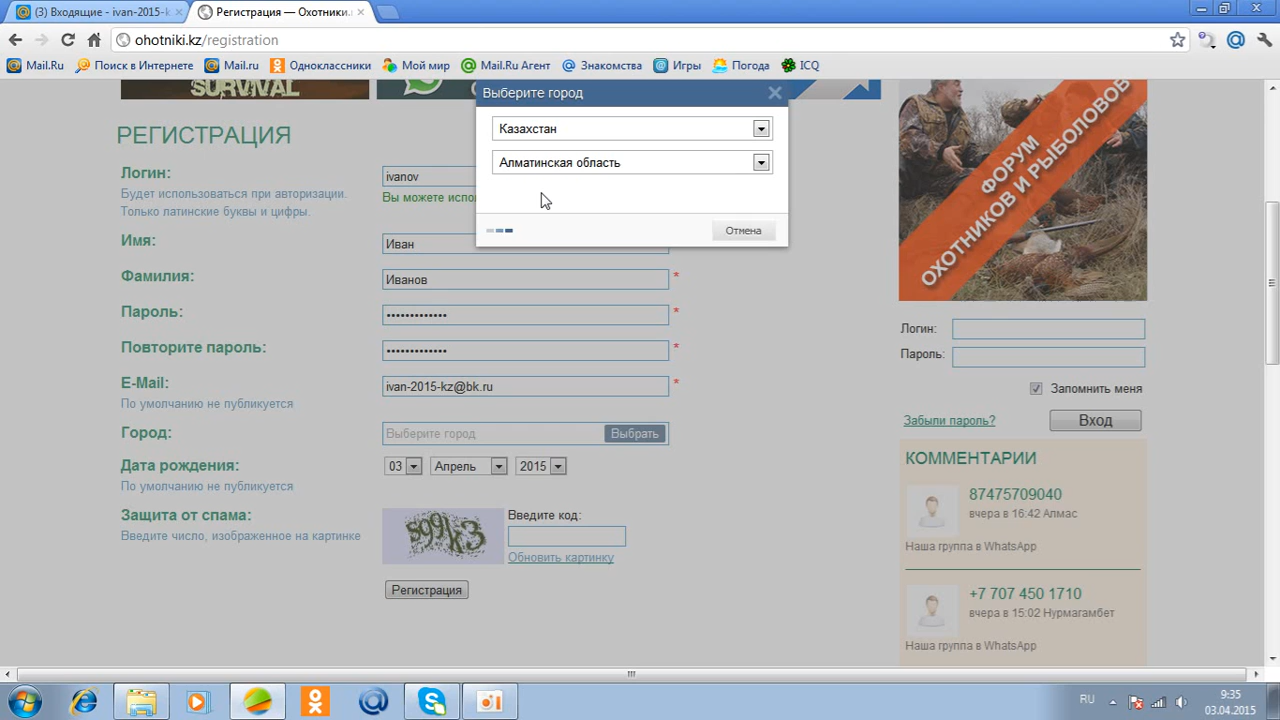 (3) Входящие - ivan-2015-k
Регистрация — Охотники.
ohotniki.kz/registration
Mail.Ru
Поиск в Интернете
Mail.ru
Одноклассники
Мой мир
Mail.Ru Агент
Знакомства
Игры
Погода
ICQ
SURVIVAL
Выберите город
Казахстан
Алматинская область
Отмена
РЕГИСТРАЦИЯ
Логин:
ivanov
Будет использоваться при авторизации.
Только латинские буквы и цифры.
Вы можете испо
Имя:
Иван
Фамилия:
Иванов
*
Пароль:
•••••••••••••
*
Повторите пароль:
•••••••••••••
*
E-Mail:
ivan-2015-kz@bk.ru
*
По умолчанию не публикуется
Город:
Выберите город
Выбрать
Дата рождения:
03
Апрель
2015
По умолчанию не публикуется
Защита от спама:
Введите число, изображенное на картинке
Введите код:
Обновить картинку
Регистрация
ФОРУМ
ОХОТНИКОВ И РЫБОЛОВОВ
Логин:
Пароль:
Запомнить меня
Забыли пароль?
Вход
КОММЕНТАРИИ
87475709040
вчера в 16:42 Алмас
Наша группа в WhatsApp
+7 707 450 1710
вчера в 15:02 Нурмагамбет
Наша группа в WhatsApp
RU
9:35
03.04.2015